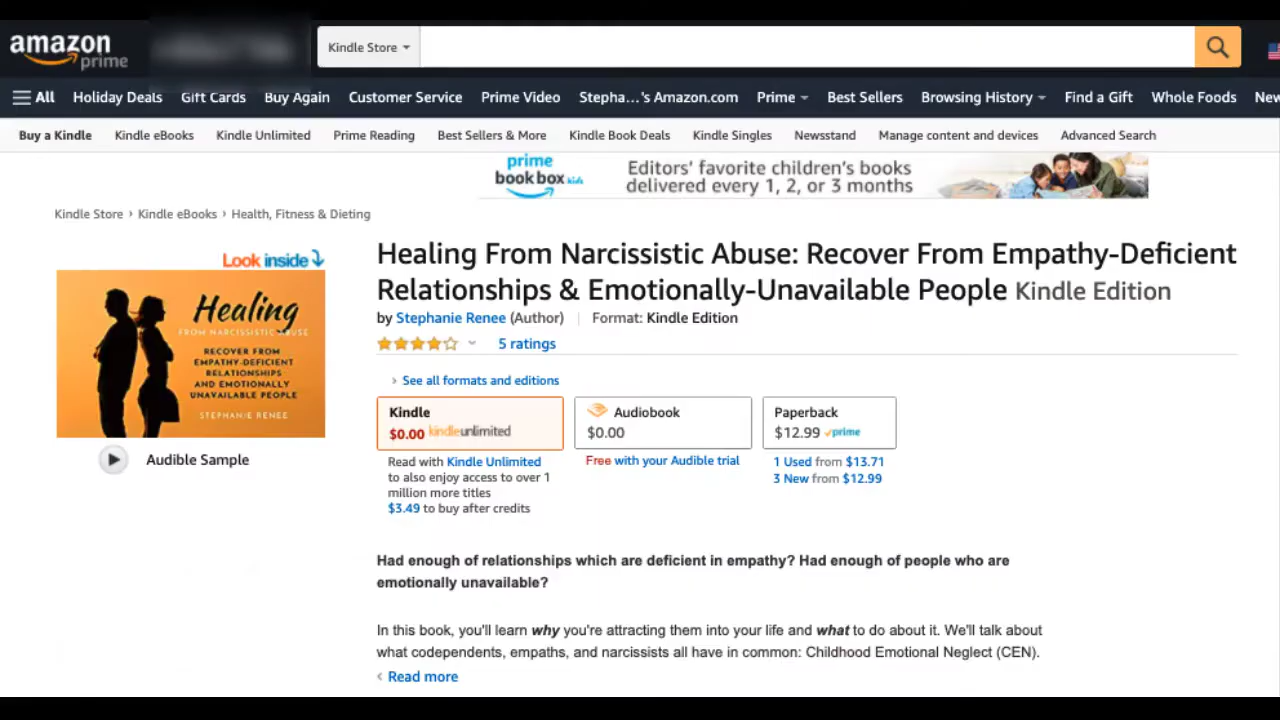 amazon
prime
Kindle Store
All Holiday Deals Gift Cards Buy Again Customer Service Prime Video Stepha...'s Amazon.com Prime Best Sellers Browsing History Find a Gift Whole Foods New
Buy a Kindle Kindle eBooks Kindle Unlimited Prime Reading Best Sellers & More Kindle Book Deals Kindle Singles Newsstand Manage content and devices Advanced Search
prime
book box kids
Editors' favorite children's books
delivered every 1, 2, or 3 months
Kindle Store › Kindle eBooks › Health, Fitness & Dieting
Look inside
Healing
FROM NARCISSISTIC ABUSE
RECOVER FROM
EMPATHY-DEFICIENT
RELATIONSHIPS
AND EMOTIONALLY
UNAVAILABLE PEOPLE
STEPHANIE RENEE
Audible Sample
Healing From Narcissistic Abuse: Recover From Empathy-Deficient
Relationships & Emotionally-Unavailable People Kindle Edition
by Stephanie Renee (Author) | Format: Kindle Edition
5 ratings
› See all formats and editions
Kindle
$0.00 kindleunlimited
Read with Kindle Unlimited
to also enjoy access to over 1
million more titles
$3.49 to buy after credits
Audiobook
$0.00
Free with your Audible trial
Paperback
$12.99 prime
1 Used from $13.71
3 New from $12.99
Had enough of relationships which are deficient in empathy? Had enough of people who are
emotionally unavailable?
In this book, you'll learn why you're attracting them into your life and what to do about it. We'll talk about
what codependents, empaths, and narcissists all have in common: Childhood Emotional Neglect (CEN).
‹ Read more